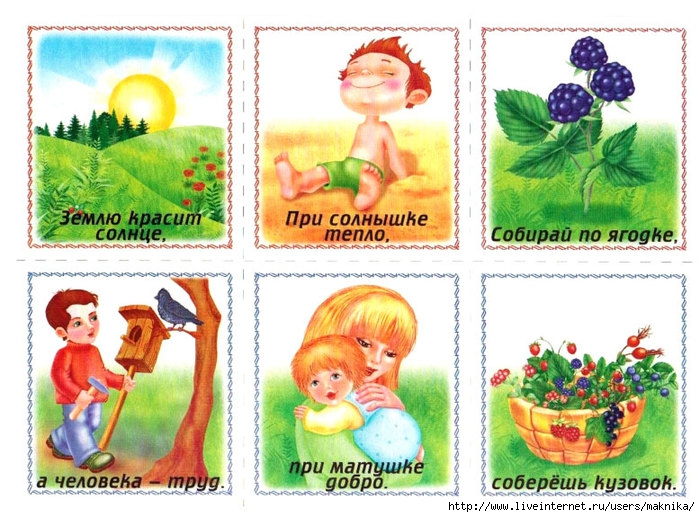 Землю красит
солнце,
При солнышке
тепло,
Собирай по ягодке,
а человека – труд.
при матушке
добро.
соберёшь кузовок.
http://www.liveinternet.ru/users/maknika/